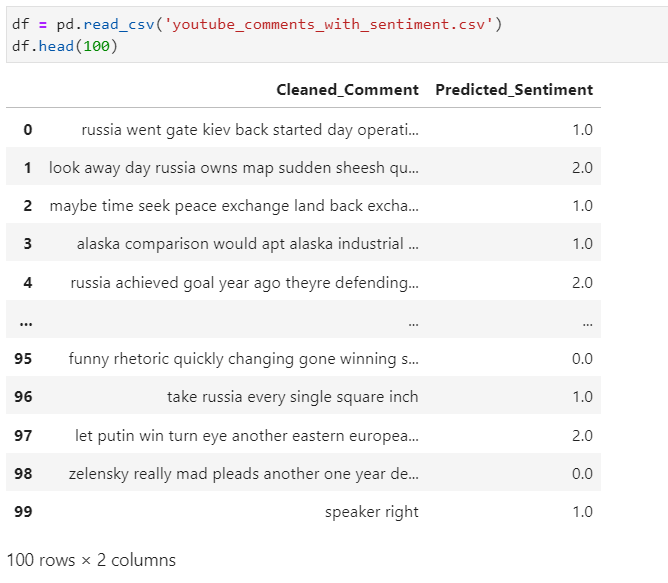 df = pd.read_csv('youtube_comments_with_sentiment.csv')
df.head(100)
Cleaned_Comment Predicted_Sentiment
0 russia went gate kiev back started day operati... 1.0
1 look away day russia owns map sudden sheesh qu... 2.0
2 maybe time seek peace exchange land back excha... 1.0
3 alaska comparison would apt alaska industrial ... 1.0
4 russia achieved goal year ago theyre defending... 2.0
... ... ...
95 funny rhetoric quickly changing gone winning s... 0.0
96 take russia every single square inch 1.0
97 let putin win turn eye another eastern europea... 2.0
98 zelensky really mad pleads another one year de... 0.0
99 speaker right 1.0
100 rows × 2 columns